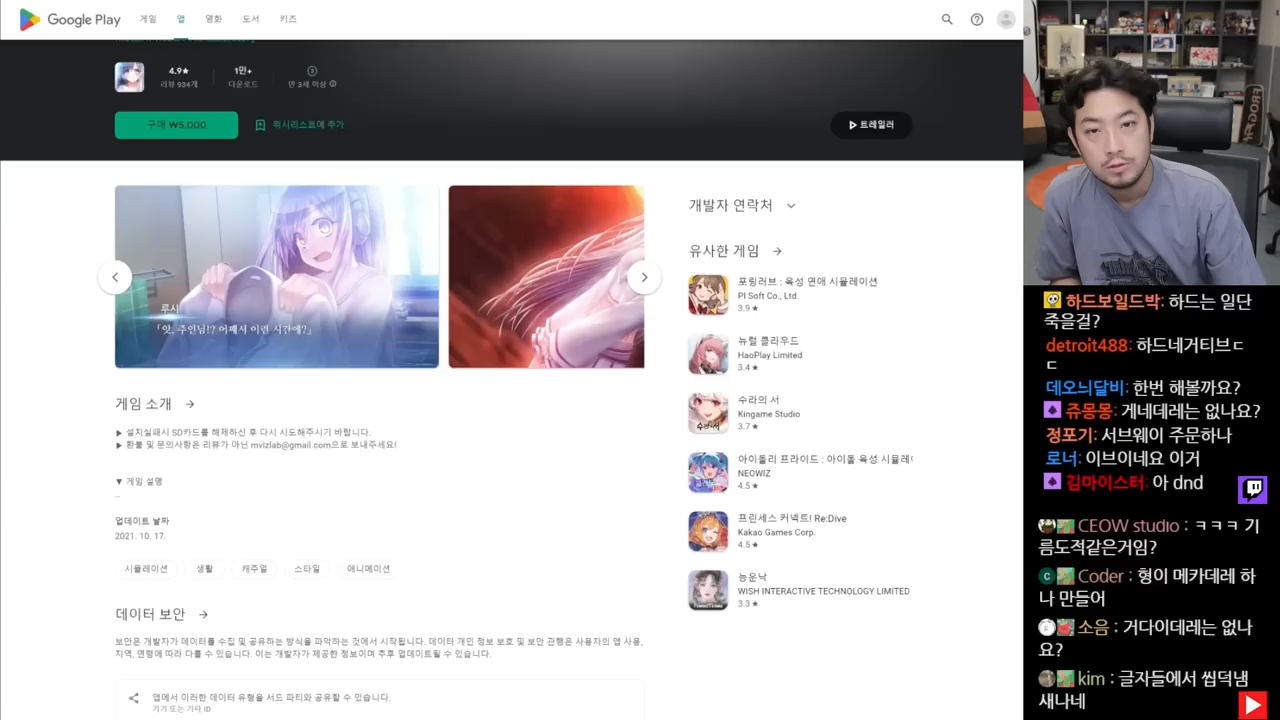 Google Play
게임
앱
영화
도서
키즈
4.9★
리뷰 934개
1만+
다운로드
만 3세 이상
구매 ₩5,000
위시리스트에 추가
트레일러
루시
「앗, 주인님!? 어째서 이런 시간에?」
게임 소개
▶ 설치실패시 SD카드를 해제하신 후 다시 시도해주시기 바랍니다.
▶ 환불 및 문의사항은 리뷰가 아닌 mvizlab@gmail.com으로 보내주세요!
▼ 게임 설명
...
업데이트 날짜
2021. 10. 17.
시뮬레이션
생활
캐주얼
스타일
애니메이션
데이터 보안
보안은 개발자가 데이터를 수집 및 공유하는 방식을 파악하는 것에서 시작됩니다. 데이터 개인 정보 보호 및 보안 관행은 사용자의 앱 사용,
지역, 연령에 따라 다를 수 있습니다. 이는 개발자가 제공한 정보이며 추후 업데이트될 수 있습니다.
앱에서 이러한 데이터 유형을 서드 파티와 공유할 수 있습니다.
기기 또는 기타 ID
개발자 연락처
유사한 게임
포링러브 : 육성 연애 시뮬레이션
PI Soft Co., Ltd.
3.9★
뉴럴 클라우드
HaoPlay Limited
3.4★
수라의 서
Kingame Studio
3.7★
아이돌리 프라이드 : 아이돌 육성 시뮬레
NEOWIZ
4.5★
프린세스 커넥트! Re:Dive
Kakao Games Corp.
4.5★
능운낙
WISH INTERACTIVE TECHNOLOGY LIMITED
3.3★
하드보일드박: 하드는 일단
죽을걸?
detroit488: 하드네거티브ㄷ
ㄷ
데오늬달비: 한번 해볼까요?
쥬몽몽: 게네데레는 없나요?
정포기: 서브웨이 주문하나
로너: 이브이네요 이거
김마이스터: 아 dnd
CEOW studio : ㅋㅋㅋ 기
름도적같은거임?
Coder : 형이 메카데레 하
나 만들어
소음 : 거다이데레는 없나
요?
kim : 글자들에서 씹덕냄
새나네